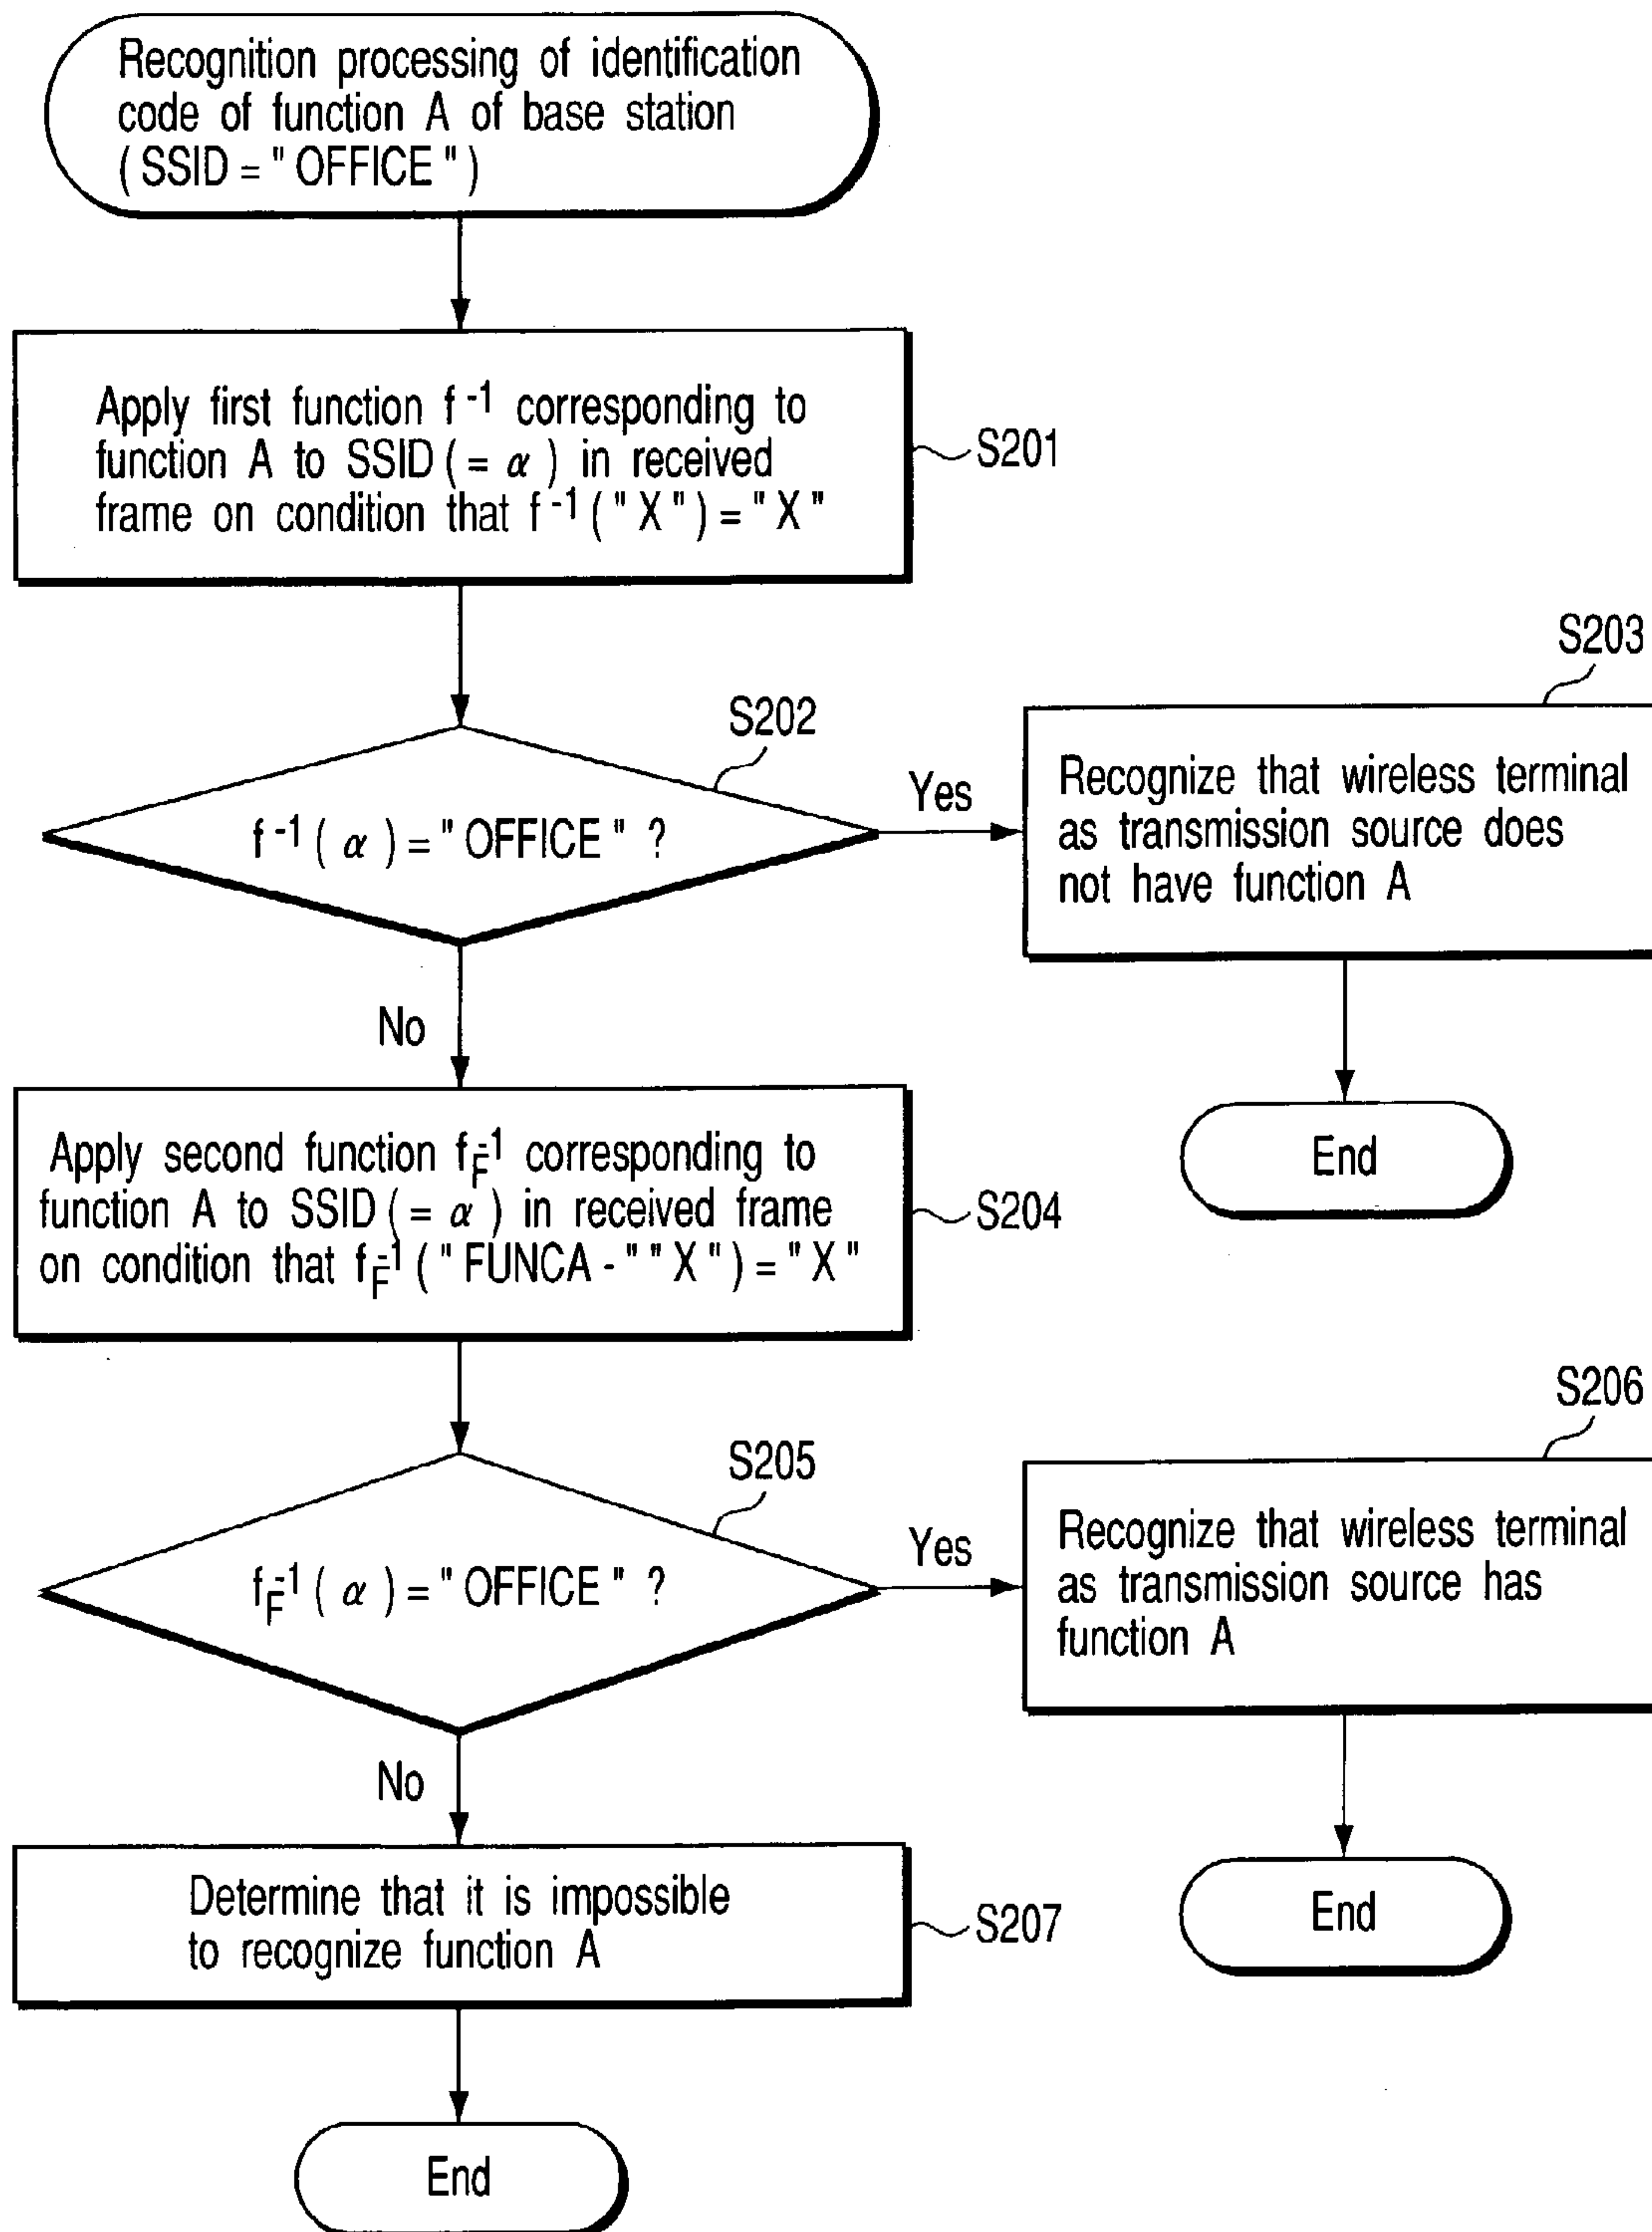 Recognition processing of identification
code of function A of base station
( SSID = " OFFICE " )
Apply first function f⁻¹ corresponding to
function A to SSID ( = α ) in received
frame on condition that f⁻¹ ( " X " ) = " X "
S201
S202
f⁻¹ ( α ) = " OFFICE " ?
Yes
S203
Recognize that wireless terminal
as transmission source does
not have function A
End
No
Apply second function f_F⁻¹ corresponding to
function A to SSID ( = α ) in received frame
on condition that f_F⁻¹ ( " FUNCA - " " X " ) = " X "
S204
S205
f_F⁻¹ ( α ) = " OFFICE " ?
Yes
S206
Recognize that wireless terminal
as transmission source has
function A
End
No
Determine that it is impossible
to recognize function A
S207
End